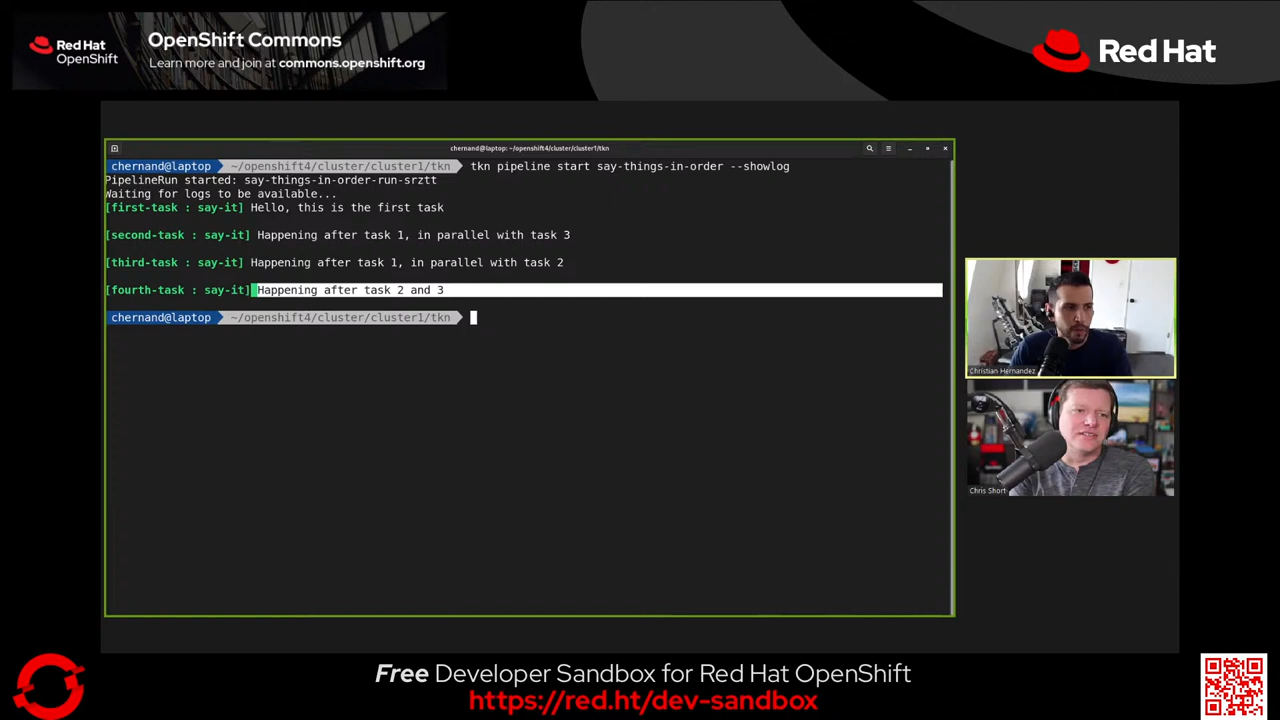 OpenShift Commons
Red Hat
OpenShift
Learn more and join at commons.openshift.org
Red Hat
chernand@laptop: ~/openshift4/cluster/cluster1/tkn
chernand@laptop ~/openshift4/cluster/cluster1/tkn tkn pipeline start say-things-in-order --showlog
PipelineRun started: say-things-in-order-run-srztt
Waiting for logs to be available...
[first-task : say-it] Hello, this is the first task
[second-task : say-it] Happening after task 1, in parallel with task 3
[third-task : say-it] Happening after task 1, in parallel with task 2
[fourth-task : say-it] Happening after task 2 and 3
chernand@laptop ~/openshift4/cluster/cluster1/tkn
Christian Hernandez
Chris Short
Free Developer Sandbox for Red Hat OpenShift
https://red.ht/dev-sandbox